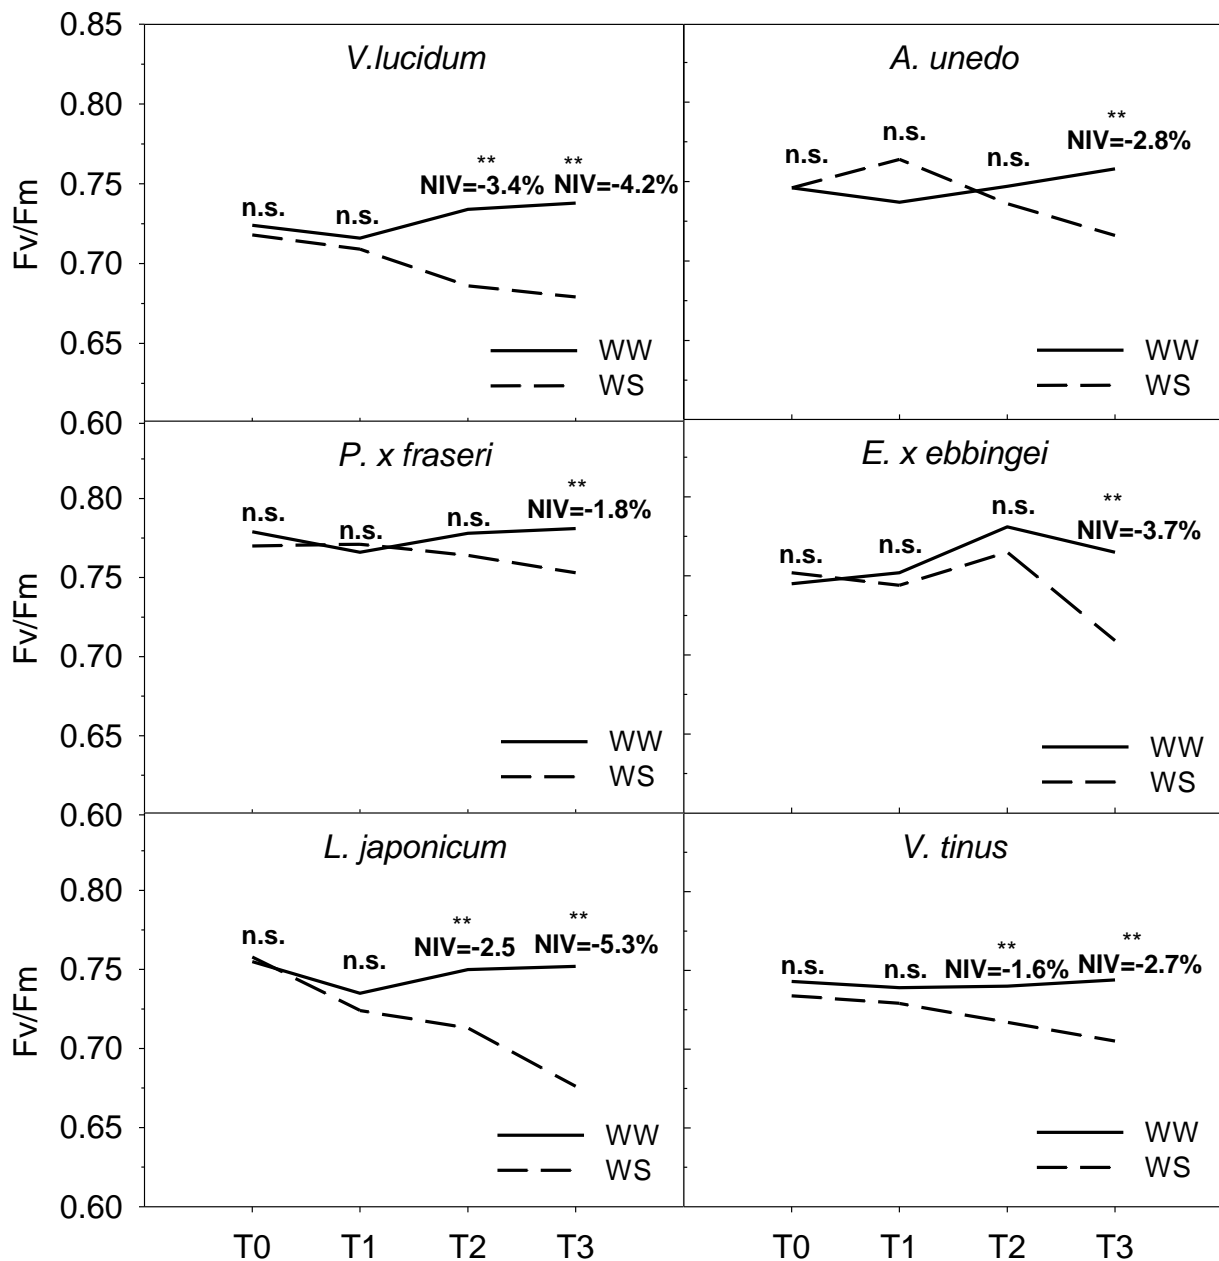 0.85
V.lucidum
A. unedo
0.80
**
n.s.
NIV=-2.8%
**
**
n.s.
n.s.
0.75
NIV=-3.4%
NIV=-4.2%
n.s.
n.s.
Fv/Fm
0.70
0.65
WW
WS
WW
WS
0.60
P. x fraseri
E. x ebbingei
0.80
**
NIV=-1.8%
n.s.
n.s.
n.s.
**
n.s.
NIV=-3.7%
n.s.
n.s.
0.75
Fv/Fm
0.70
0.65
WW
WS
WW
WS
0.60
L. japonicum
V. tinus
0.80
**
**
n.s.
NIV=-2.5
NIV=-5.3%
n.s.
**
**
n.s.
n.s.
NIV=-1.6%
NIV=-2.7%
0.75
Fv/Fm
0.70
0.65
WW
WS
WW
WS
0.60
T0 T1 T2 T3
T0 T1 T2 T3